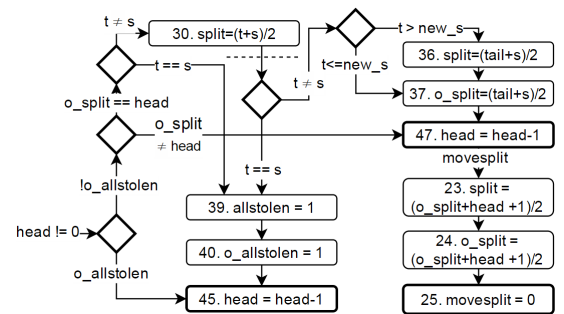 t ≠ s
30. split=(t+s)/2
t > new_s
36. split=(tail+s)/2
t == s
t<=new_s
t ≠ s
37. o_split=(tail+s)/2
o_split == head
o_split
≠ head
47. head = head-1
movesplit
t == s
!o_allstolen
23. split =
(o_split+head +1)/2
39. allstolen = 1
head != 0
24. o_split =
(o_split+head +1)/2
40. o_allstolen = 1
o_allstolen
45. head = head-1
25. movesplit = 0